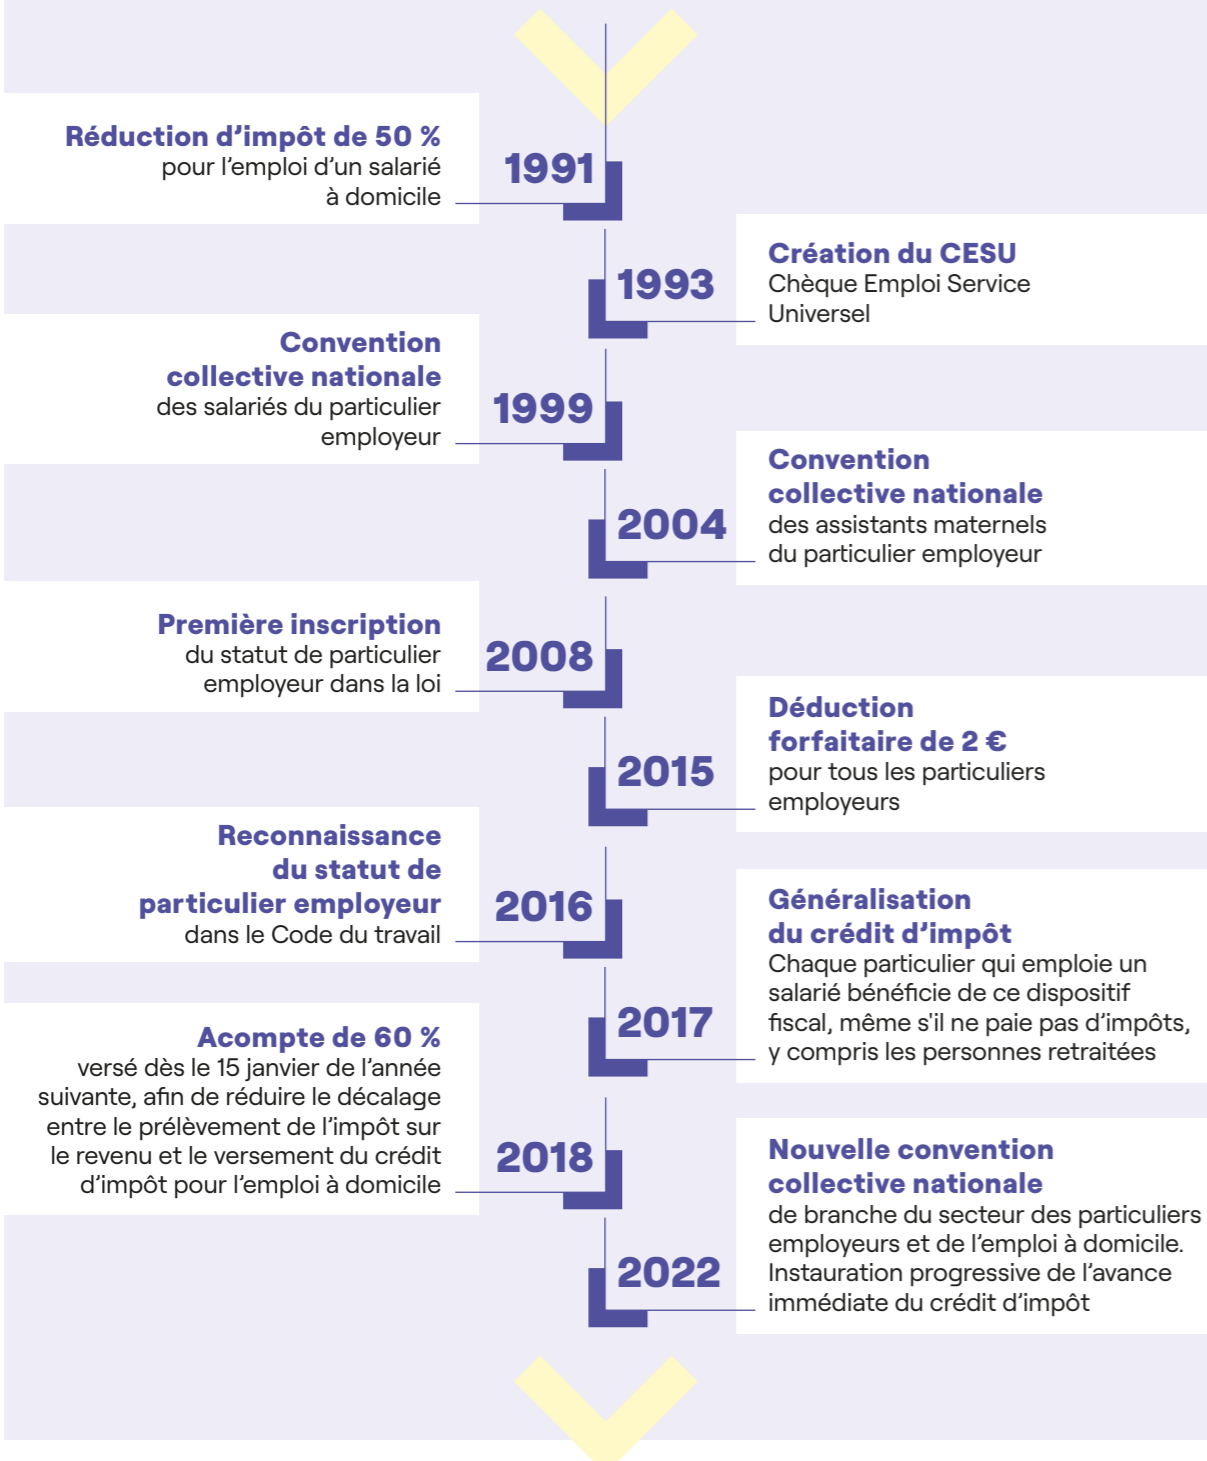 Réduction d'impôt de 50 %
pour l'emploi d'un salarié
à domicile
1991
1993
Création du CESU
Chèque Emploi Service
Universel
Convention
collective nationale
des salariés du particulier
employeur
1999
2004
Convention
collective nationale
des assistants maternels
du particulier employeur
Première inscription
du statut de particulier
employeur dans la loi
2008
2015
Déduction
forfaitaire de 2 €
pour tous les particuliers
employeurs
Reconnaissance
du statut de
particulier employeur
dans le Code du travail
2016
2017
Généralisation
du crédit d'impôt
Chaque particulier qui emploie un
salarié bénéficie de ce dispositif
fiscal, même s'il ne paie pas d'impôts,
y compris les personnes retraitées
Acompte de 60 %
versé dès le 15 janvier de l'année
suivante, afin de réduire le décalage
entre le prélèvement de l'impôt sur
le revenu et le versement du crédit
d'impôt pour l'emploi à domicile
2018
2022
Nouvelle convention
collective nationale
de branche du secteur des particuliers
employeurs et de l'emploi à domicile.
Instauration progressive de l'avance
immédiate du crédit d'impôt